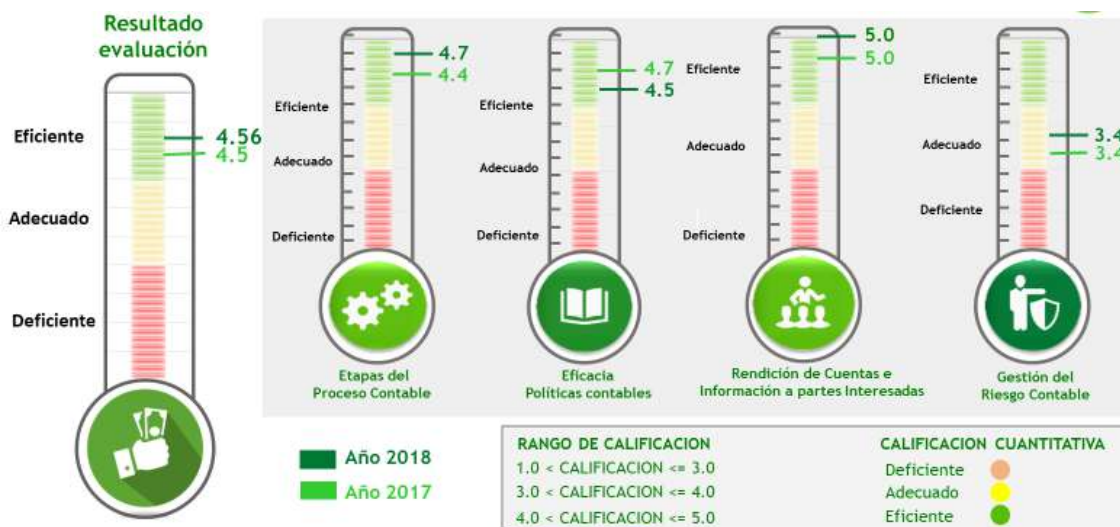 Resultado
evaluación
Eficiente
Adecuado
Deficiente
4.56
4.5
Eficiente
Adecuado
Deficiente
4.7
4.4
Etapas del
Proceso Contable
Eficiente
Adecuado
Deficiente
4.7
4.5
Eficacia
Políticas contables
Eficiente
Adecuado
Deficiente
5.0
5.0
Rendición de Cuentas e
Información a partes Interesadas
Eficiente
Adecuado
Deficiente
3.4
3.4
Gestión del
Riesgo Contable
Año 2018
Año 2017
RANGO DE CALIFICACION CALIFICACION CUANTITATIVA
1.0 < CALIFICACION <= 3.0 Deficiente
3.0 < CALIFICACION <= 4.0 Adecuado
4.0 < CALIFICACION <= 5.0 Eficiente